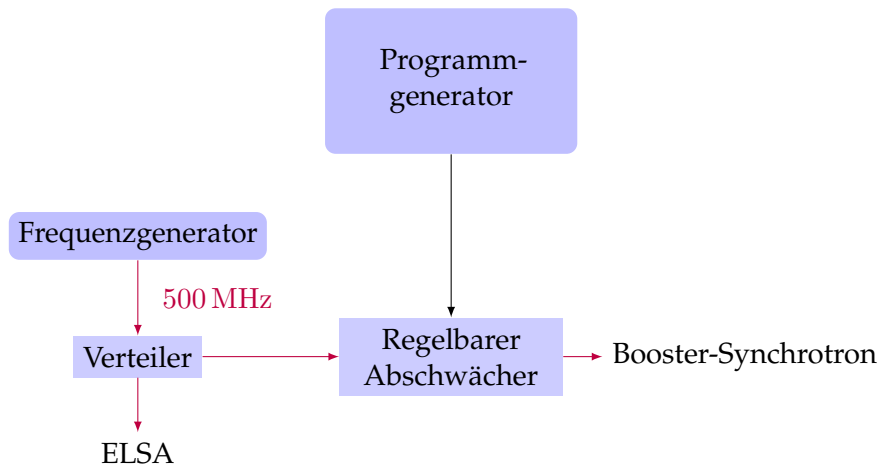 Programm-
generator
Frequenzgenerator
500 MHz
Verteiler
Regelbarer
Abschwächer
Booster-Synchrotron
ELSA